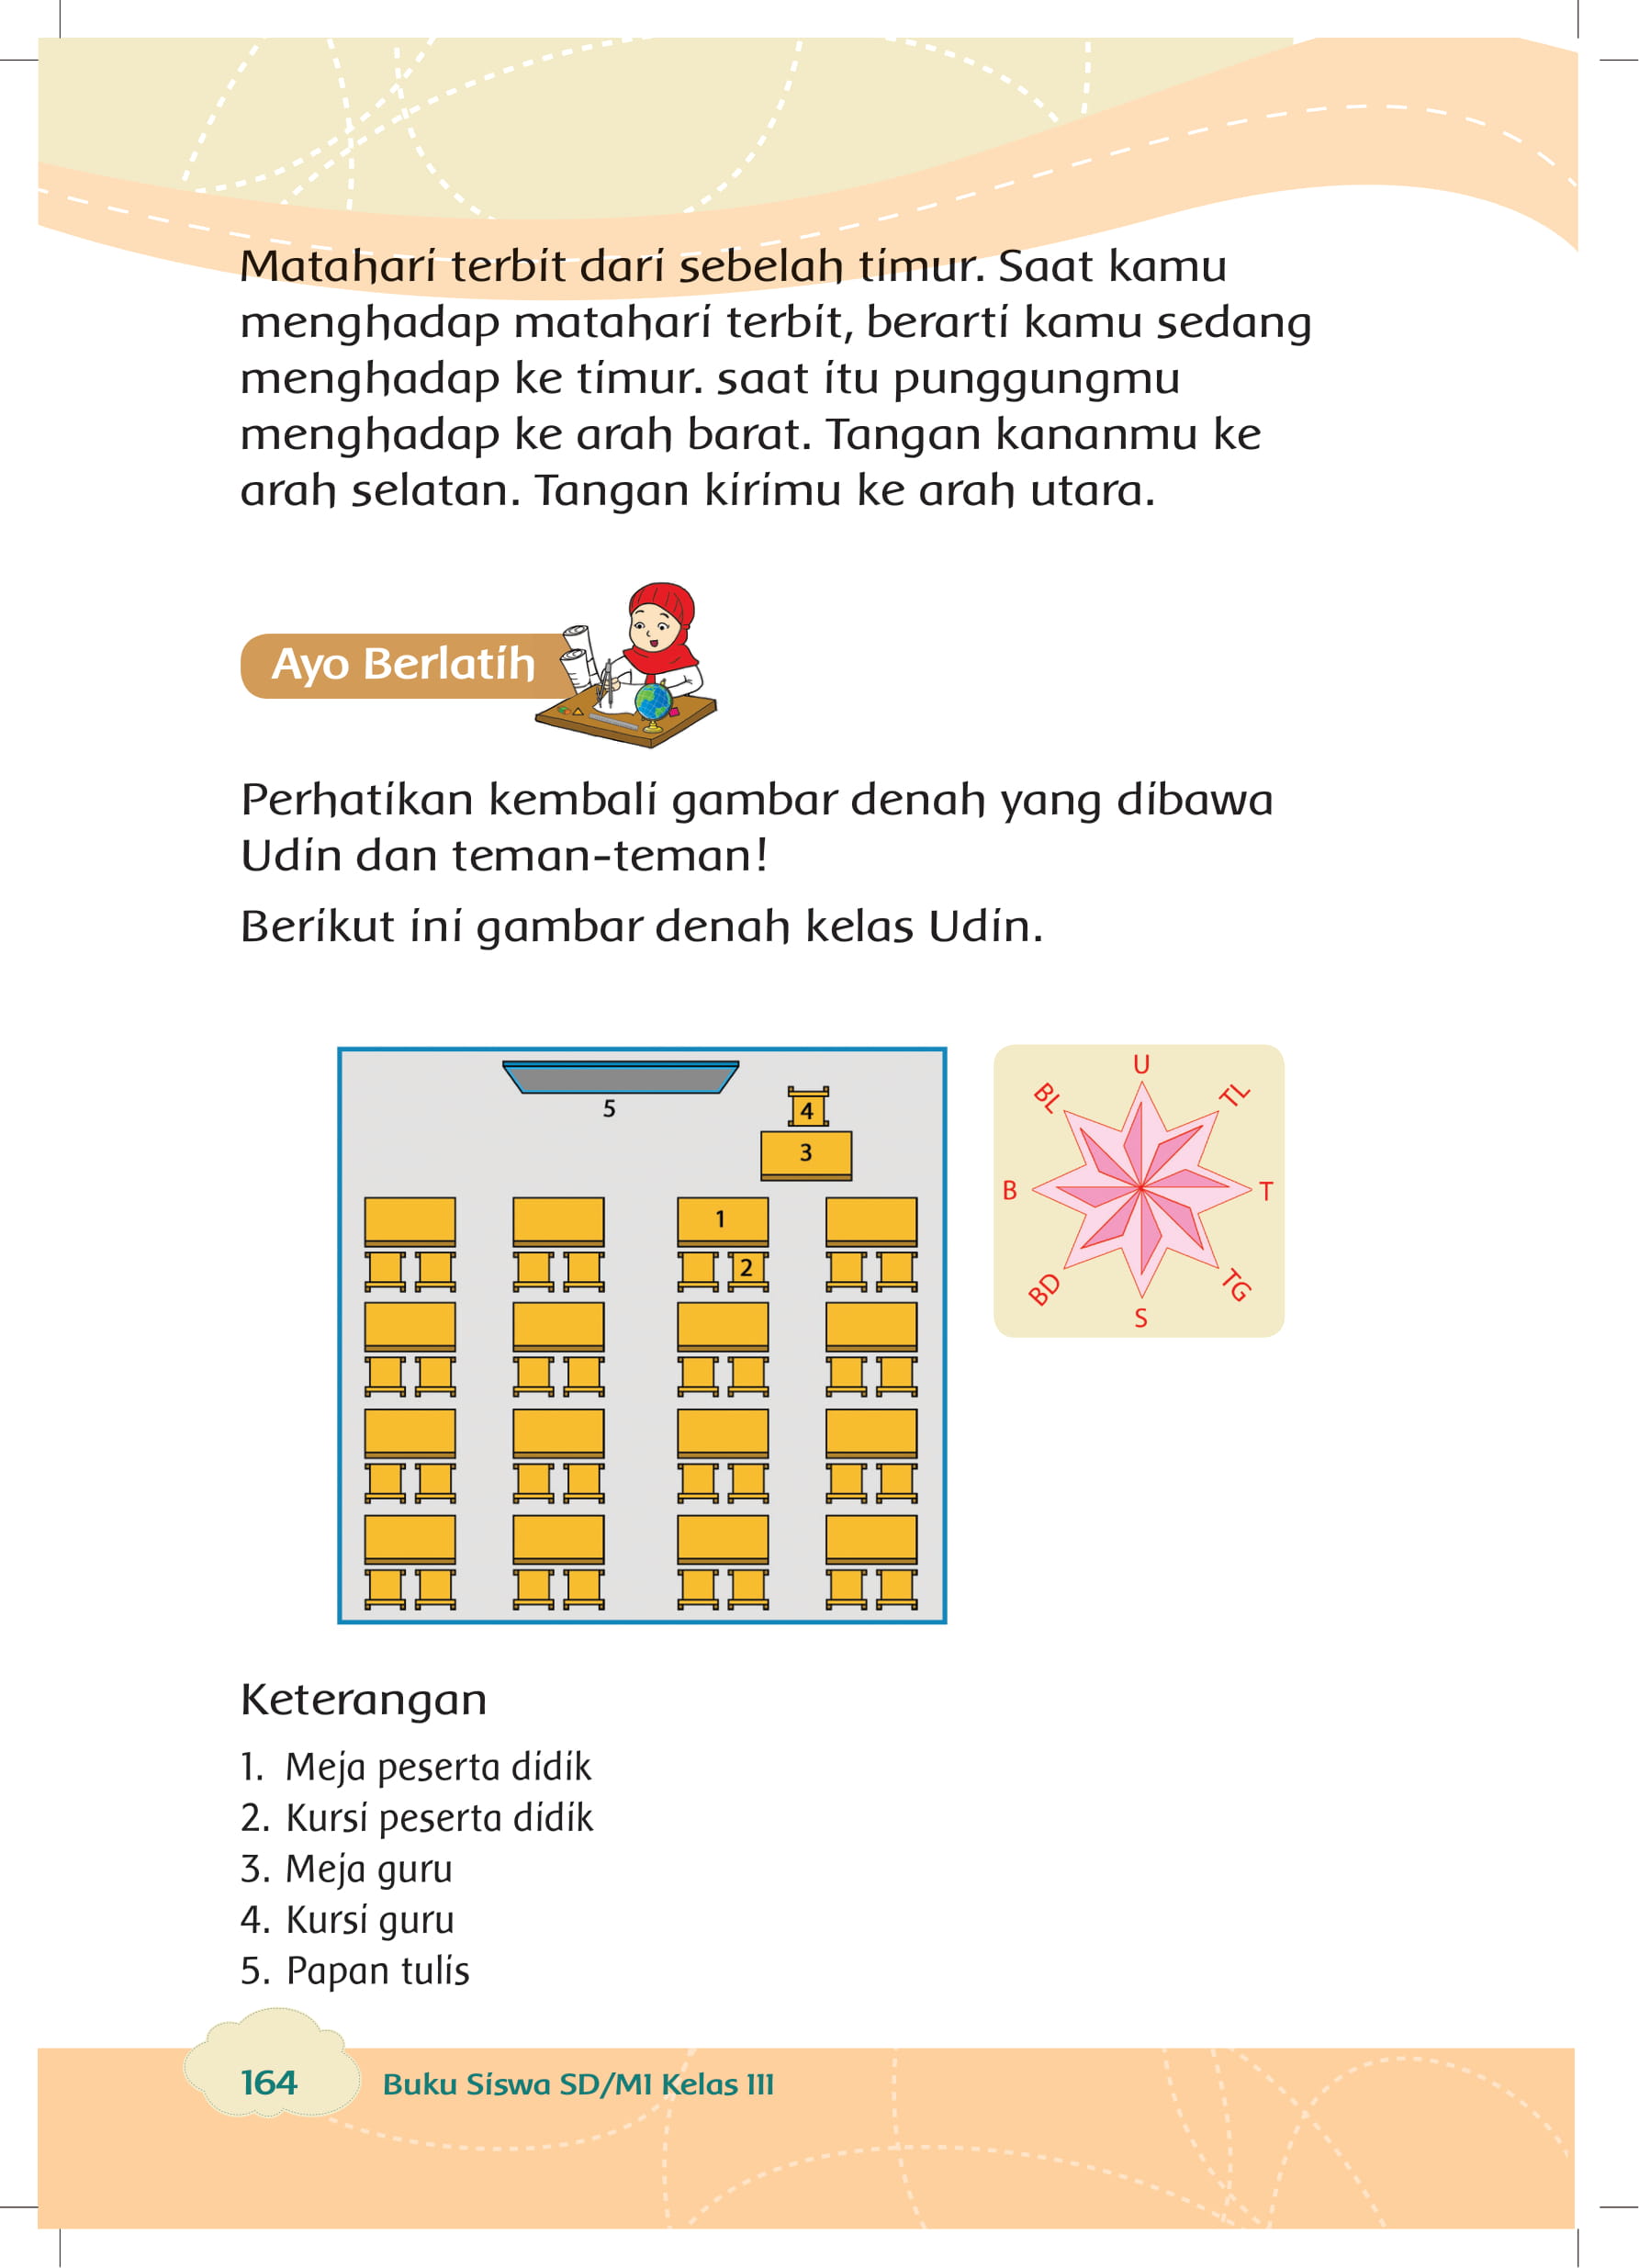 Matahari terbit dari sebelah timur. Saat kamu
menghadap matahari terbit, berarti kamu sedang
menghadap ke timur. saat itu punggungmu
menghadap ke arah barat. Tangan kananmu ke
arah selatan. Tangan kirimu ke arah utara.
Ayo Berlatih
Perhatikan kembali gambar denah yang dibawa
Udin dan teman-teman!
Berikut ini gambar denah kelas Udin.
5
4
3
1
2
U
BL
TL
B
T
BD
TG
S
Keterangan
1. Meja peserta didik
2. Kursi peserta didik
3. Meja guru
4. Kursi guru
5. Papan tulis
164
Buku Siswa SD/MI Kelas III